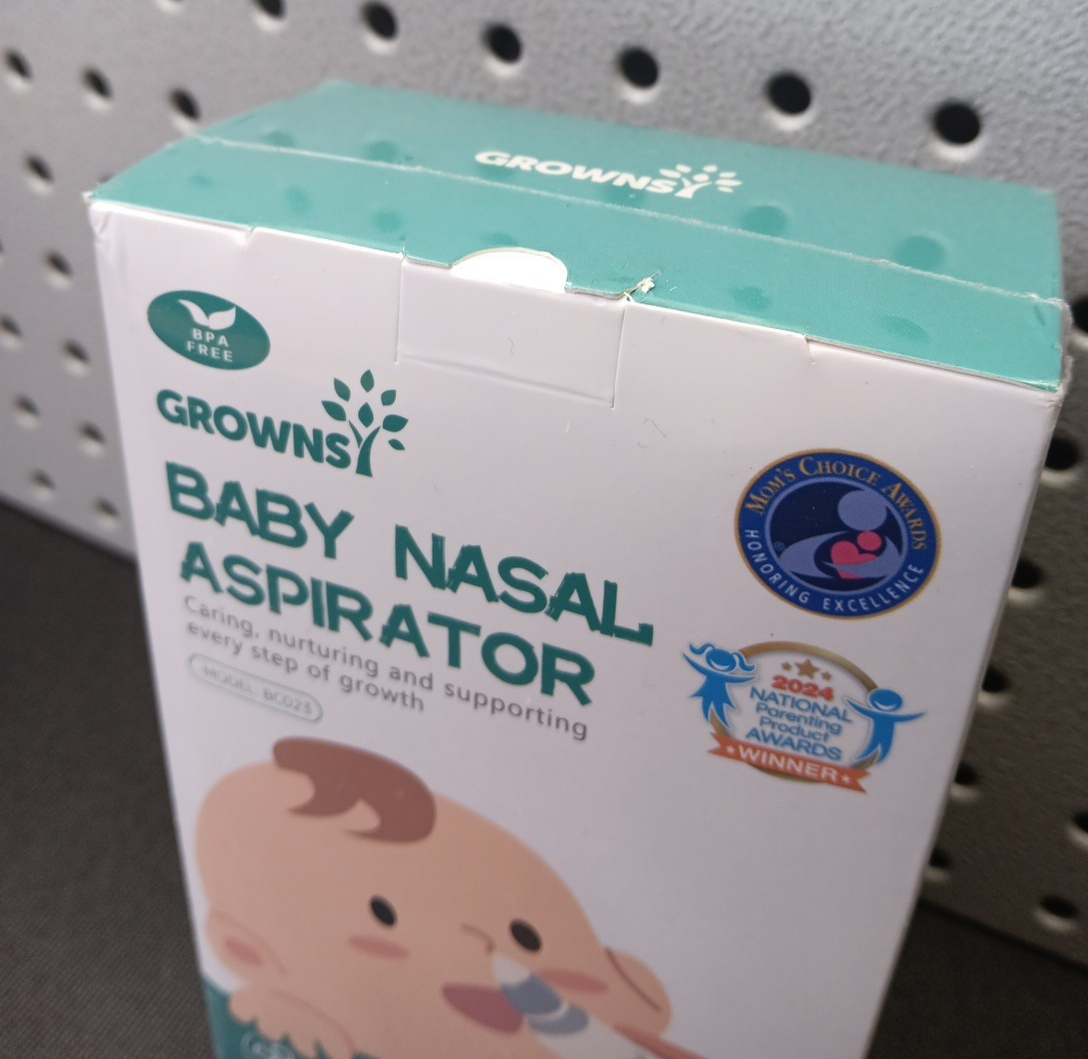 GROWNSY
BPA
FREE
GROWNSY
BABY NASAL
ASPIRATOR
Caring, nurturing and supporting
every step of growth
MODEL: BC023
MOM'S CHOICE AWARDS
HONORING EXCELLENCE
2024
NATIONAL
Parenting
Product
AWARDS
WINNER